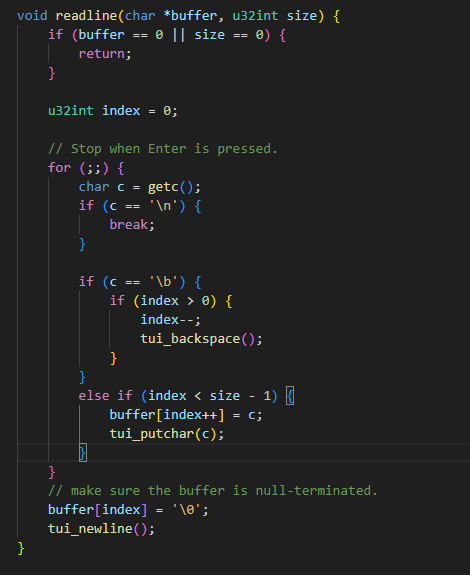 void readline(char *buffer, u32int size) {
    if (buffer == 0 || size == 0) {
        return;
    }

    u32int index = 0;

    // Stop when Enter is pressed.
    for (;;) {
        char c = getc();
        if (c == '\n') {
            break;
        }

        if (c == '\b') {
            if (index > 0) {
                index--;
                tui_backspace();
            }
        }
        else if (index < size - 1) {
            buffer[index++] = c;
            tui_putchar(c);
        }
    }
    // make sure the buffer is null-terminated.
    buffer[index] = '\0';
    tui_newline();
}